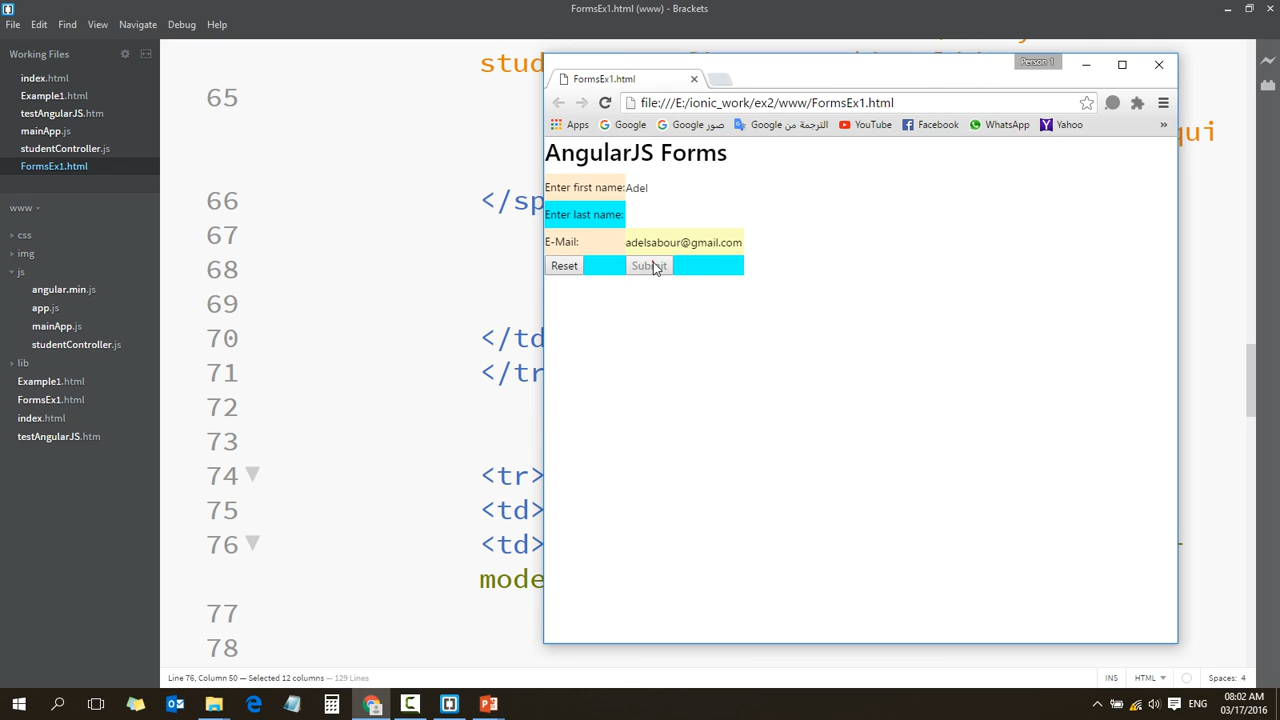 FormsEx1.html (www) - Brackets
File Edit Find View Navigate Debug Help
Working Files
index.html
Example1.html
testAngularJS.htm
mainApp.js
studentController.js
FormsEx1.html
www
css
img
js
angular.min.js
app.js
mainApp.js
studentController.js
lib
Example1.html
FormsEx1.html
index.html
testAngularJS.htm
stud
65
qui
66 </sp
67
68
69
70 </td
71 </tr
72
73
74 <tr>
75 <td>
76 <td>
mode
77
78
Person 1
FormsEx1.html
file:///E:/ionic_work/ex2/www/FormsEx1.html
Apps Google صور Google الترجمة من Google YouTube Facebook WhatsApp Yahoo »
AngularJS Forms
Enter first name: Adel
Enter last name:
E-Mail: adelsabour@gmail.com
Reset Submit
Line 76, Column 50 — Selected 12 columns — 129 Lines
INS HTML Spaces: 4
08:02 AM
03/17/2016